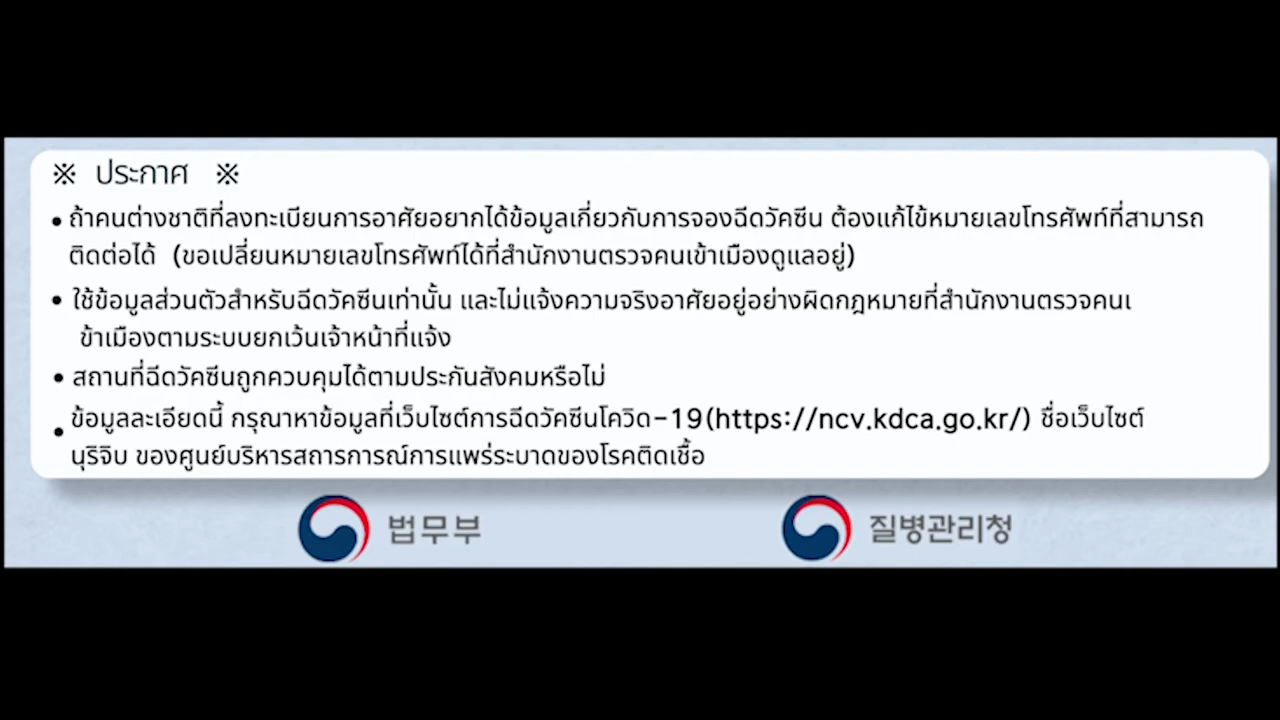 ※ ประกาศ ※
• ถ้าคนต่างชาติที่ลงทะเบียนการอาศัยอยากได้ข้อมูลเกี่ยวกับการจองฉีดวัคซีน ต้องแก้ไข้หมายเลขโทรศัพท์ที่สามารถ
ติดต่อได้ (ขอเปลี่ยนหมายเลขโทรศัพท์ได้ที่สำนักงานตรวจคนเข้าเมืองดูแลอยู่)
• ใช้ข้อมูลส่วนตัวสำหรับฉีดวัคซีนเท่านั้น และไม่แจ้งความจริงอาศัยอยู่อย่างผิดกฎหมายที่สำนักงานตรวจคนเ
ข้าเมืองตามระบบยกเว้นเจ้าหน้าที่แจ้ง
• สถานที่ฉีดวัคซีนถูกควบคุมได้ตามประกันสังคมหรือไม่
• ข้อมูลละเอียดนี้ กรุณาหาข้อมูลที่เว็บไซต์การฉีดวัคซีนโควิด-19(https://ncv.kdca.go.kr/) ชื่อเว็บไซต์
นุริจิบ ของศูนย์บริหารสถารการณ์การแพร่ระบาดของโรคติดเชื้อ
법무부 질병관리청